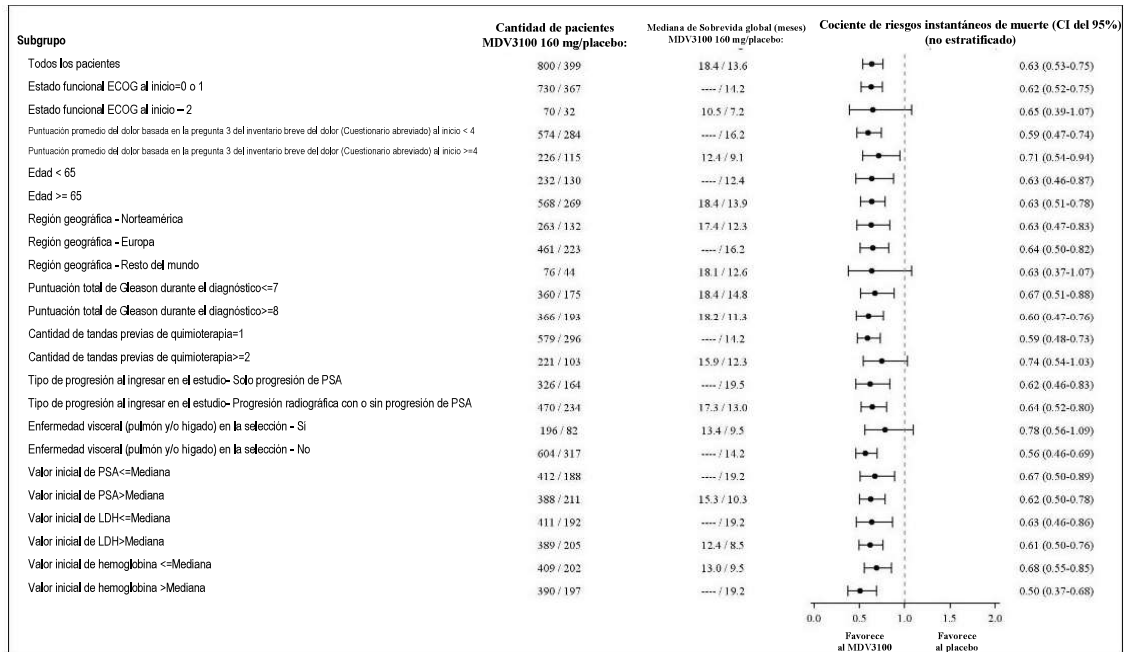 Subgrupo
Cantidad de pacientes
MDV3100 160 mg/placebo:
Mediana de Sobrevida global (meses)
MDV3100 160 mg/placebo:
Cociente de riesgos instantáneos de muerte (CI del 95%)
(no estratificado)
Todos los pacientes 800 / 399 18.4 / 13.6 0.63 (0.53-0.75)
Estado funcional ECOG al inicio=0 o 1 730 / 367 ---- / 14.2 0.62 (0.52-0.75)
Estado funcional ECOG al inicio – 2 70 / 32 10.5 / 7.2 0.65 (0.39-1.07)
Puntuación promedio del dolor basada en la pregunta 3 del inventario breve del dolor (Cuestionario abreviado) al inicio < 4 574 / 284 ---- / 16.2 0.59 (0.47-0.74)
Puntuación promedio del dolor basada en la pregunta 3 del inventario breve del dolor (Cuestionario abreviado) al inicio >=4 226 / 115 12.4 / 9.1 0.71 (0.54-0.94)
Edad < 65 232 / 130 ---- / 12.4 0.63 (0.46-0.87)
Edad >= 65 568 / 269 18.4 / 13.9 0.63 (0.51-0.78)
Región geográfica – Norteamérica 263 / 132 17.4 / 12.3 0.63 (0.47-0.83)
Región geográfica – Europa 461 / 223 ---- / 16.2 0.64 (0.50-0.82)
Región geográfica – Resto del mundo 76 / 44 18.1 / 12.6 0.63 (0.37-1.07)
Puntuación total de Gleason durante el diagnóstico<=7 360 / 175 18.4 / 14.8 0.67 (0.51-0.88)
Puntuación total de Gleason durante el diagnóstico>=8 366 / 193 18.2 / 11.3 0.60 (0.47-0.76)
Cantidad de tandas previas de quimioterapia=1 579 / 296 ---- / 14.2 0.59 (0.48-0.73)
Cantidad de tandas previas de quimioterapia>=2 221 / 103 15.9 / 12.3 0.74 (0.54-1.03)
Tipo de progresión al ingresar en el estudio– Solo progresión de PSA 326 / 164 ---- / 19.5 0.62 (0.46-0.83)
Tipo de progresión al ingresar en el estudio– Progresión radiográfica con o sin progresión de PSA 470 / 234 17.3 / 13.0 0.64 (0.52-0.80)
Enfermedad visceral (pulmón y/o hígado) en la selección – Si 196 / 82 13.4 / 9.5 0.78 (0.56-1.09)
Enfermedad visceral (pulmón y/o hígado) en la selección – No 604 / 317 ---- / 14.2 0.56 (0.46-0.69)
Valor inicial de PSA<=Mediana 412 / 188 ---- / 19.2 0.67 (0.50-0.89)
Valor inicial de PSA>Mediana 388 / 211 15.3 / 10.3 0.62 (0.50-0.78)
Valor inicial de LDH<=Mediana 411 / 192 ---- / 19.2 0.63 (0.46-0.86)
Valor inicial de LDH>Mediana 389 / 205 12.4 / 8.5 0.61 (0.50-0.76)
Valor inicial de hemoglobina <=Mediana 409 / 202 13.0 / 9.5 0.68 (0.55-0.85)
Valor inicial de hemoglobina >Mediana 390 / 197 ---- / 19.2 0.50 (0.37-0.68)
0.0 0.5 1.0 1.5 2.0
Favorece
al MDV3100
Favorece
al placebo